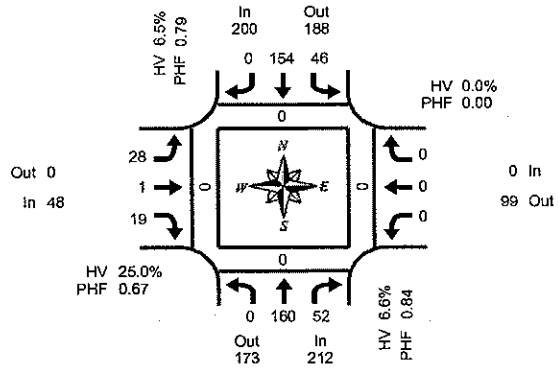 In Out
200 188
HV 6.5%
PHF 0.79
0 154 46
HV 0.0%
PHF 0.00
0
28
1
19
Out 0
In 48
0
N
W E
S
0
0
0
0
0 In
99 Out
HV 25.0%
PHF 0.67
0
0 160 52
Out In
173 212
HV 6.6%
PHF 0.84